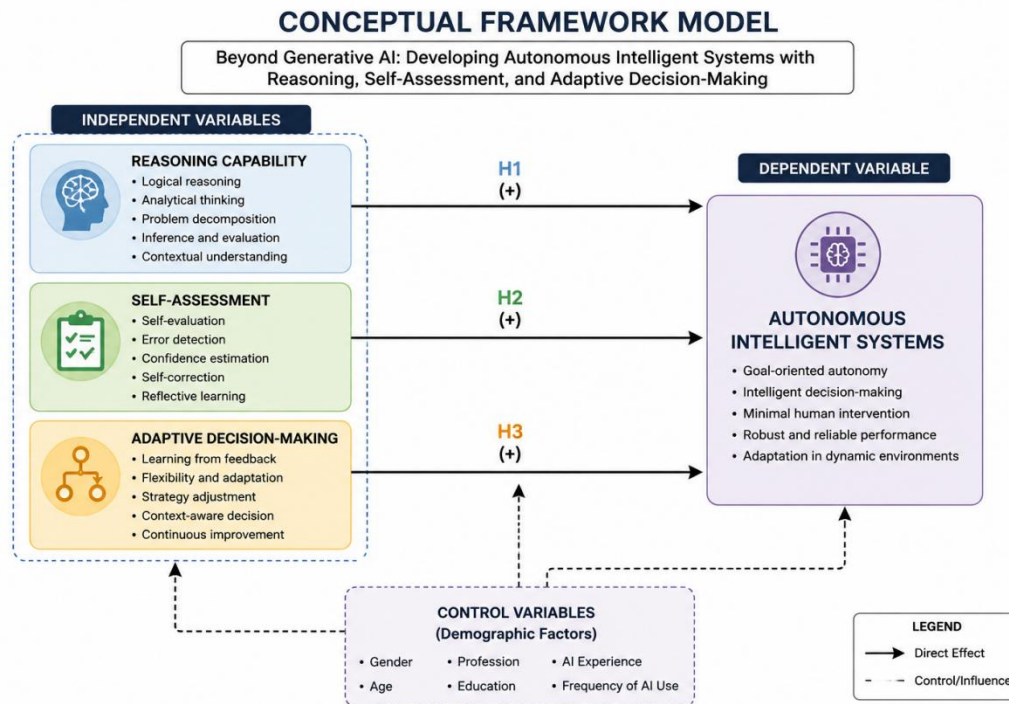 CONCEPTUAL FRAMEWORK MODEL
Beyond Generative AI: Developing Autonomous Intelligent Systems with
Reasoning, Self-Assessment, and Adaptive Decision-Making
INDEPENDENT VARIABLES
REASONING CAPABILITY
• Logical reasoning
• Analytical thinking
• Problem decomposition
• Inference and evaluation
• Contextual understanding
SELF-ASSESSMENT
• Self-evaluation
• Error detection
• Confidence estimation
• Self-correction
• Reflective learning
ADAPTIVE DECISION-MAKING
• Learning from feedback
• Flexibility and adaptation
• Strategy adjustment
• Context-aware decision
• Continuous improvement
H1
(+)
H2
(+)
H3
(+)
DEPENDENT VARIABLE
AUTONOMOUS
INTELLIGENT SYSTEMS
• Goal-oriented autonomy
• Intelligent decision-making
• Minimal human intervention
• Robust and reliable performance
• Adaptation in dynamic environments
CONTROL VARIABLES
(Demographic Factors)
• Gender • Profession • AI Experience
• Age • Education • Frequency of AI Use
LEGEND
Direct Effect
Control/Influence